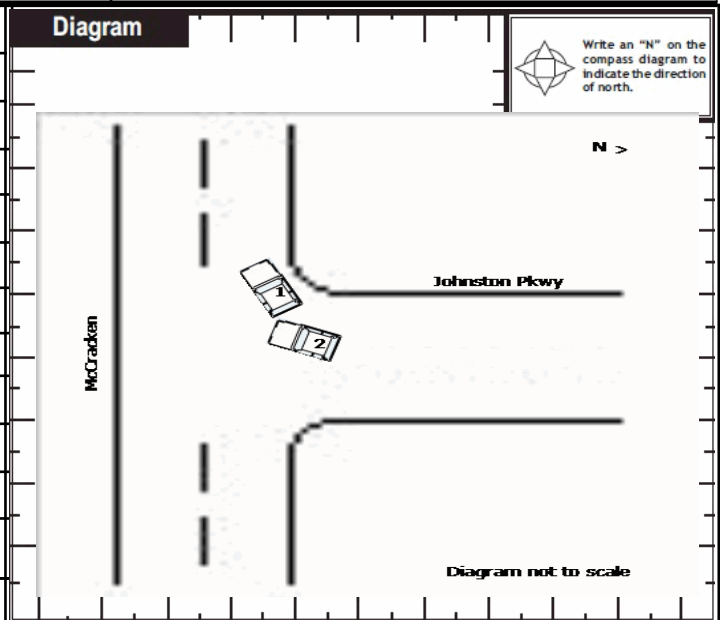 Diagram
Write an “N” on the
compass diagram to
indicate the direction
of north.
N >
Johnston Pkwy
1
2
McCracken
Diagram not to scale